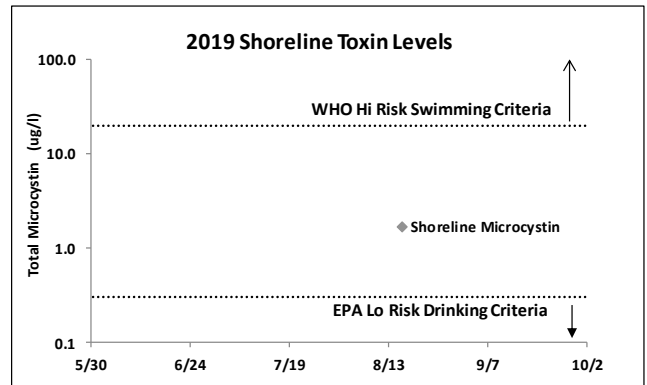 2019 Shoreline Toxin Levels
Total Microcystin (ug/l)
100.0
10.0
1.0
0.1
WHO Hi Risk Swimming Criteria
Shoreline Microcystin
EPA Lo Risk Drinking Criteria
5/30 6/24 7/19 8/13 9/7 10/2